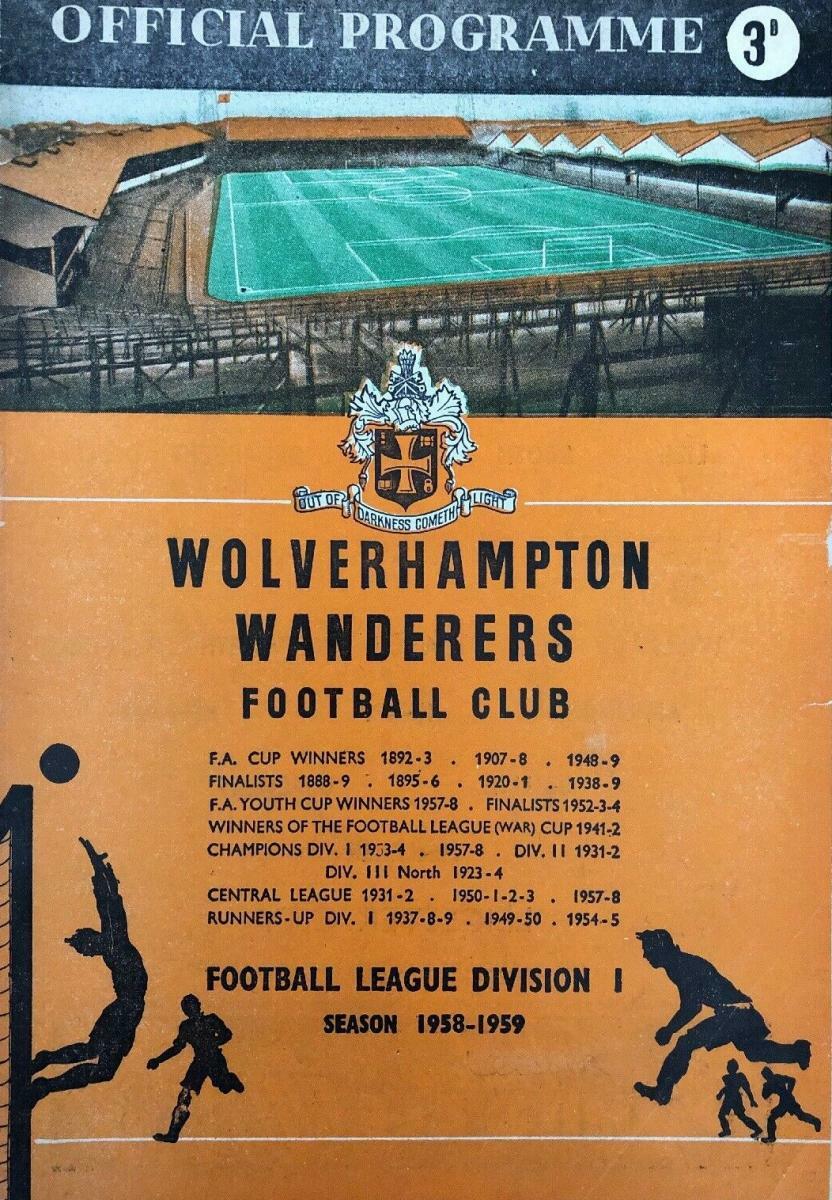 OFFICIAL PROGRAMME 3D
OUT OF DARKNESS COMETH LIGHT
WOLVERHAMPTON
WANDERERS
FOOTBALL CLUB
F.A. CUP WINNERS 1892-3 . 1907-8 . 1948-9
FINALISTS 1888-9 . 1895-6 . 1920-1 . 1938-9
F.A. YOUTH CUP WINNERS 1957-8 . FINALISTS 1952-3-4
WINNERS OF THE FOOTBALL LEAGUE (WAR) CUP 1941-2
CHAMPIONS DIV. I 1953-4 . 1957-8 . DIV. II 1931-2
DIV. III North 1923-4
CENTRAL LEAGUE 1931-2 . 1950-1-2-3 . 1957-8
RUNNERS-UP DIV. I 1937-8-9 . 1949-50 . 1954-5
FOOTBALL LEAGUE DIVISION I
SEASON 1958-1959